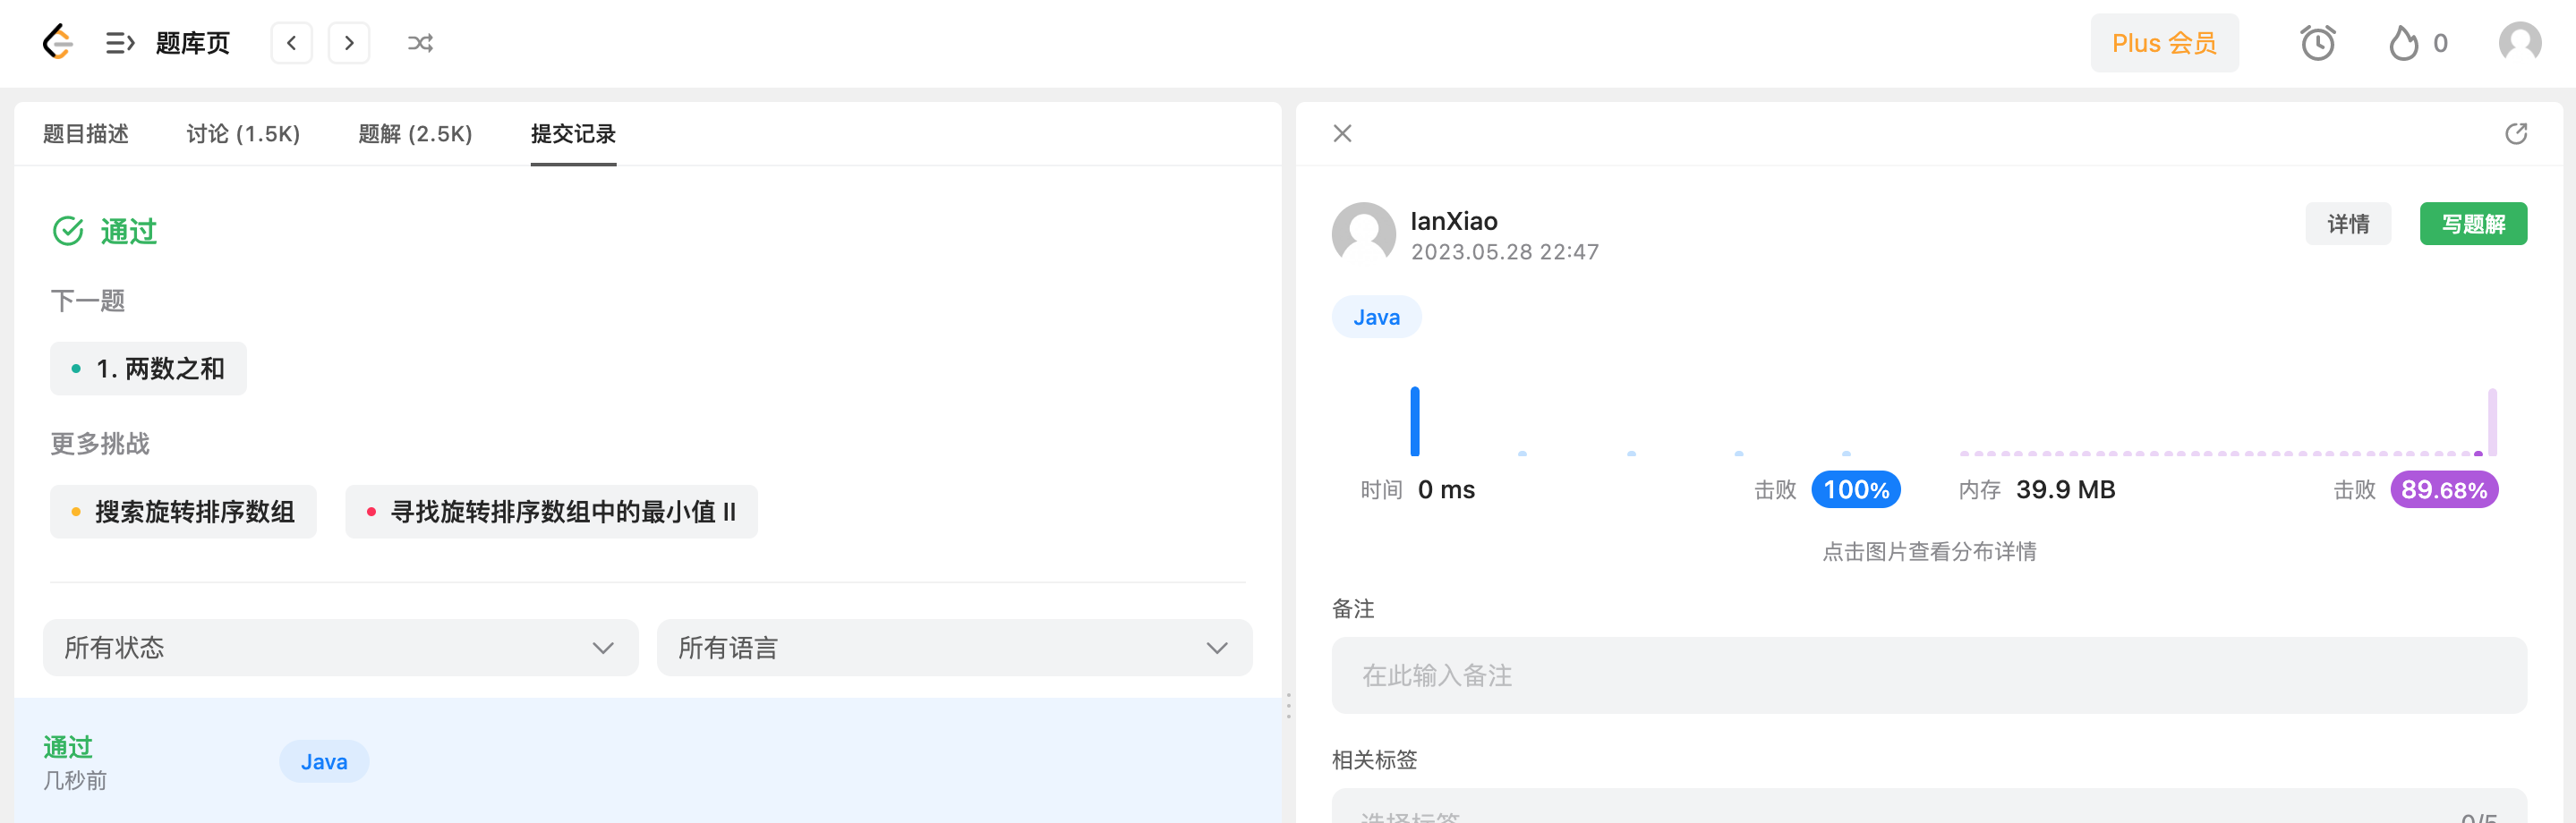 题库页
Plus 会员
0
题目描述 讨论 (1.5K) 题解 (2.5K) 提交记录
通过
下一题
1. 两数之和
更多挑战
搜索旋转排序数组 寻找旋转排序数组中的最小值 II
所有状态 所有语言
通过
几秒前
Java
IanXiao
2023.05.28 22:47
详情 写题解
Java
时间 0 ms 击败 100% 内存 39.9 MB 击败 89.68%
点击图片查看分布详情
备注
在此输入备注
相关标签
选择标签 0/5